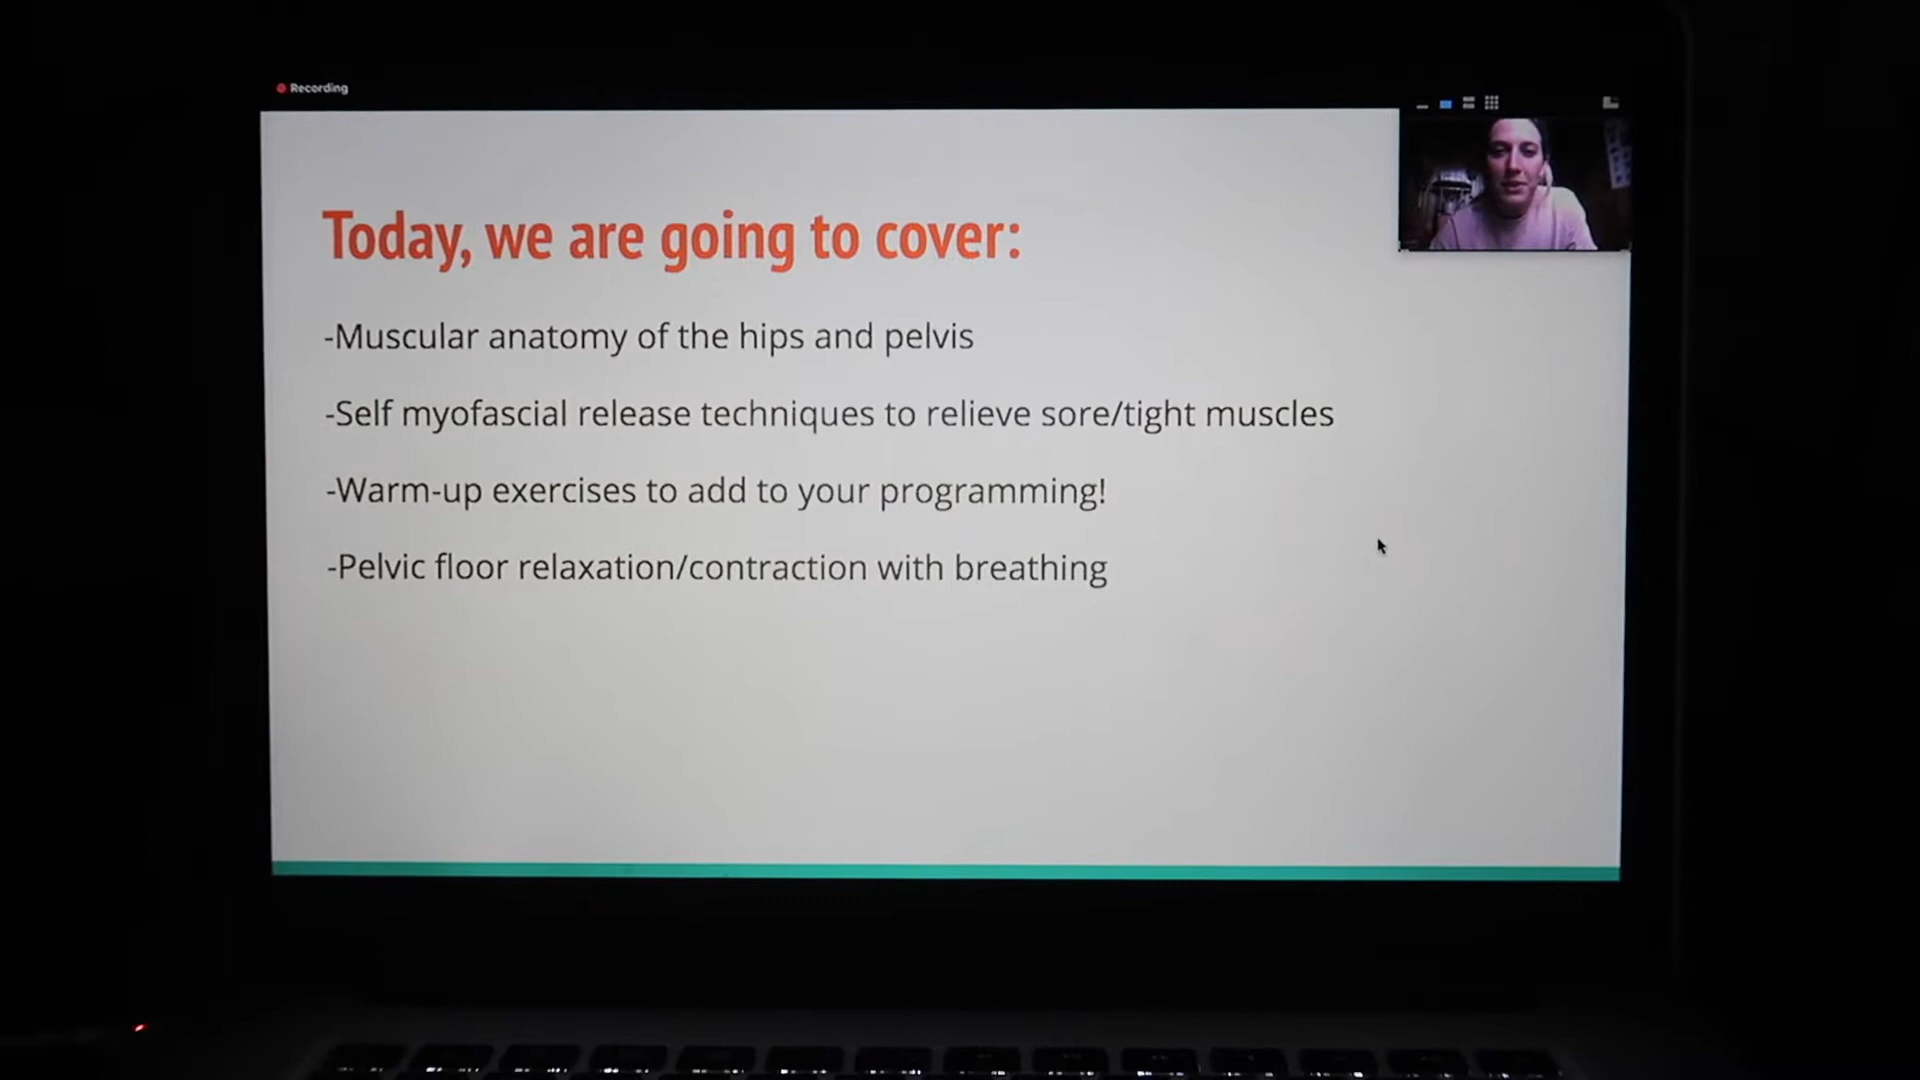 Recording
Today, we are going to cover:
-Muscular anatomy of the hips and pelvis
-Self myofascial release techniques to relieve sore/tight muscles
-Warm-up exercises to add to your programming!
-Pelvic floor relaxation/contraction with breathing